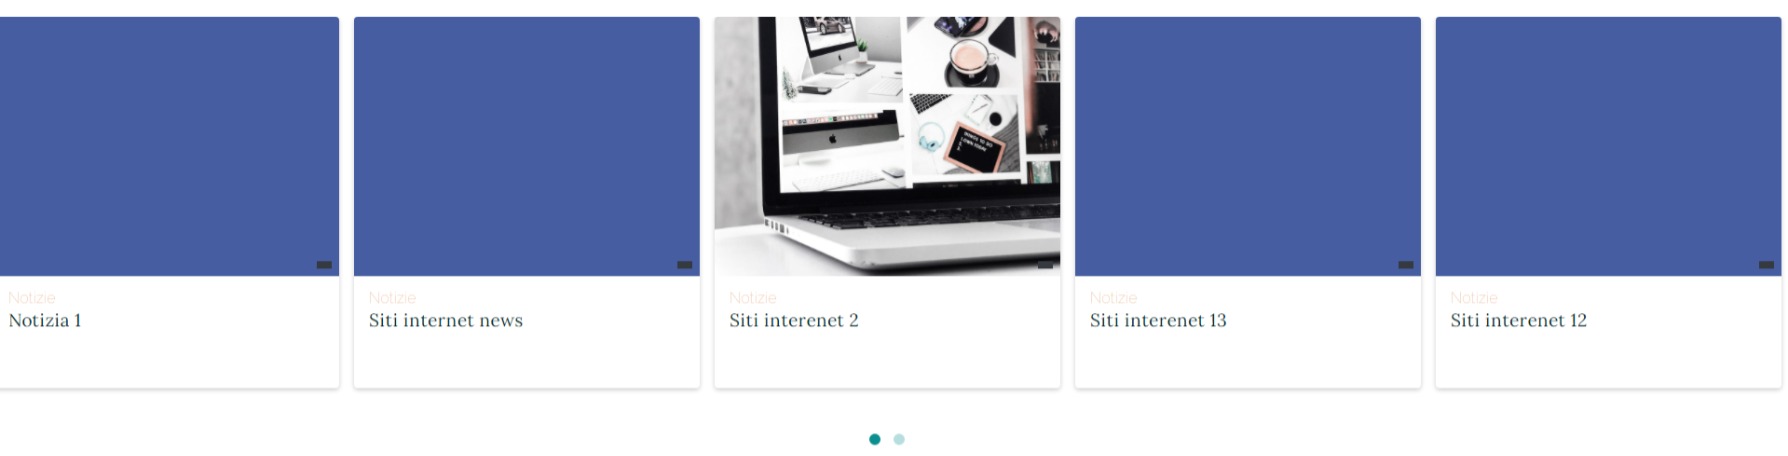 Notizie
Notizia 1
Notizie
Siti internet news
Notizie
Siti interenet 2
Notizie
Siti interenet 13
Notizie
Siti interenet 12